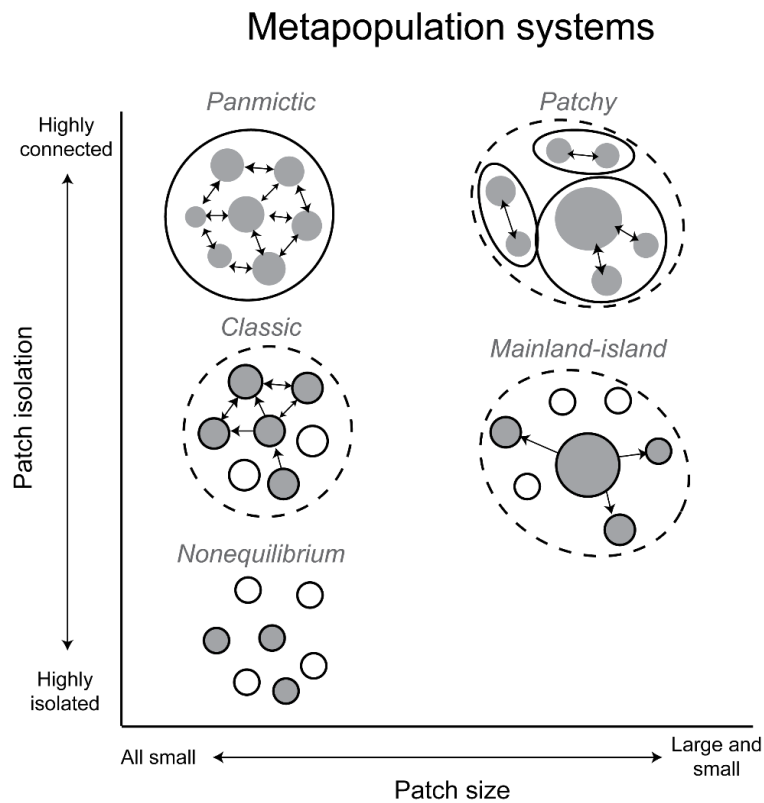 Metapopulation systems
Panmictic
Patchy
Highly
connected
Classic
Mainland-island
Patch isolation
Nonequilibrium
Highly
isolated
All small
Large and
small
Patch size